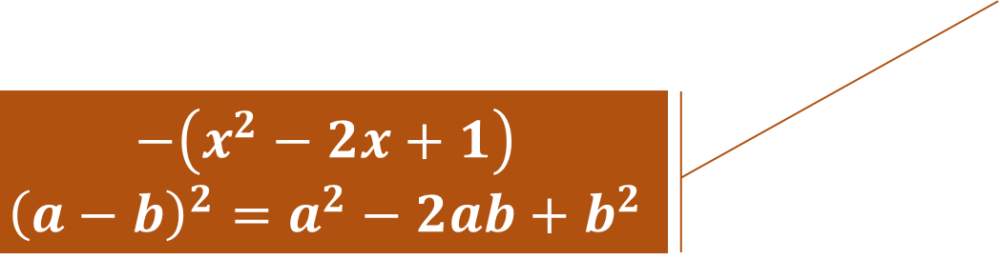 −(x² − 2x + 1)
(a − b)² = a² − 2ab + b²